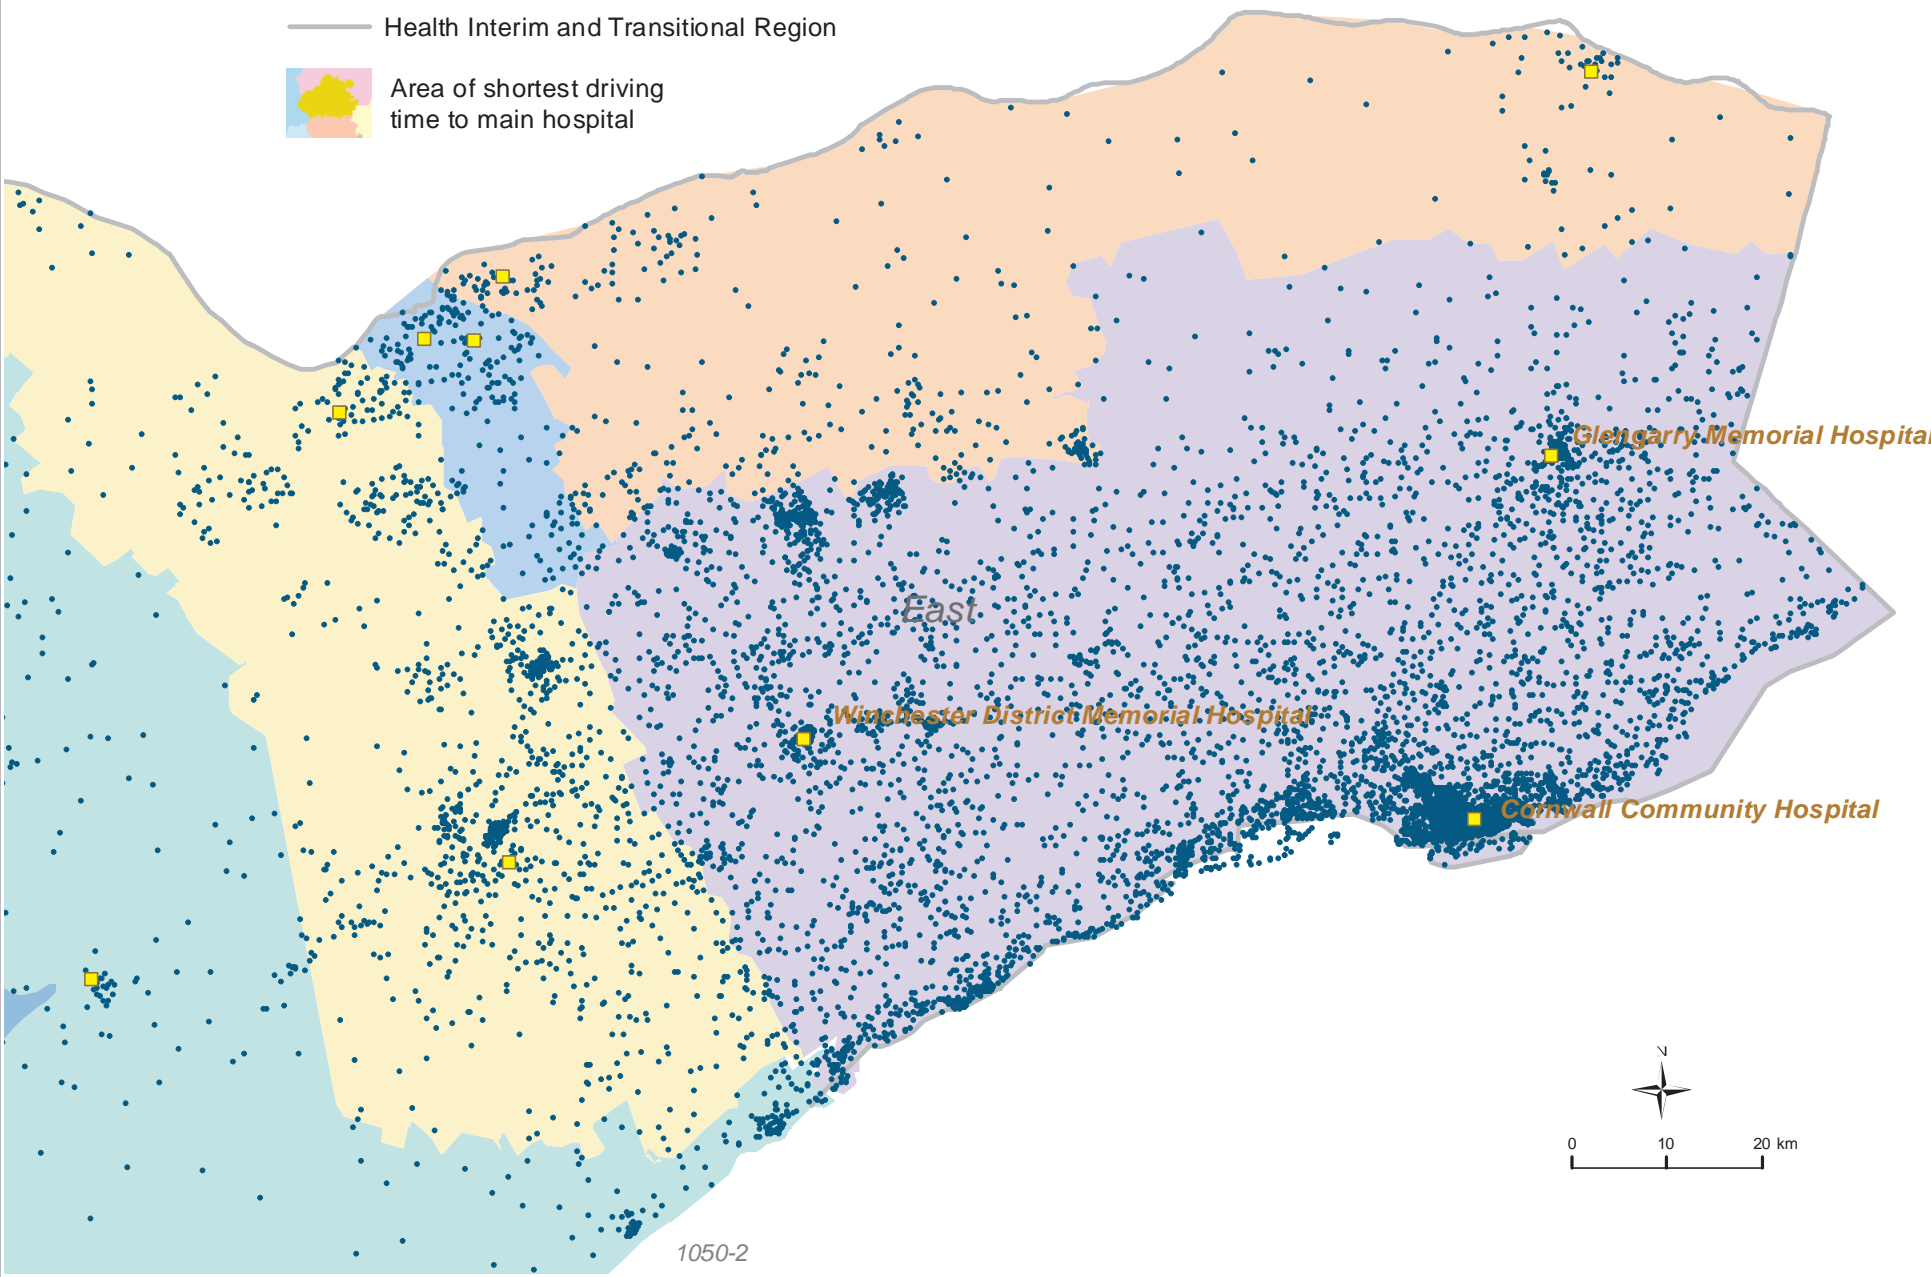 Health Interim and Transitional Region
Area of shortest driving
time to main hospital
Glengarry Memorial Hospital
East
Winchester District Memorial Hospital
Cornwall Community Hospital
N
0 10 20 km
1050-2